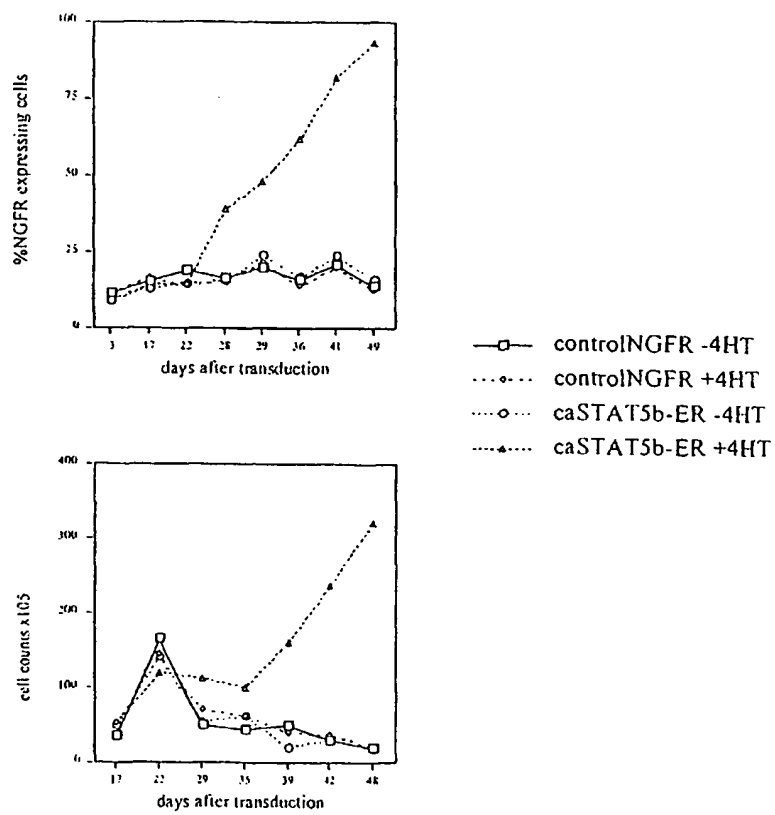 100
75
50
25
0
%NGFR expressing cells
3 17 22 28 29 36 41 49
days after transduction
controlNGFR -4HT
controlNGFR +4HT
caSTAT5b-ER -4HT
caSTAT5b-ER +4HT
400
300
200
100
0
cell counts x105
17 22 29 35 39 42 48
days after transduction